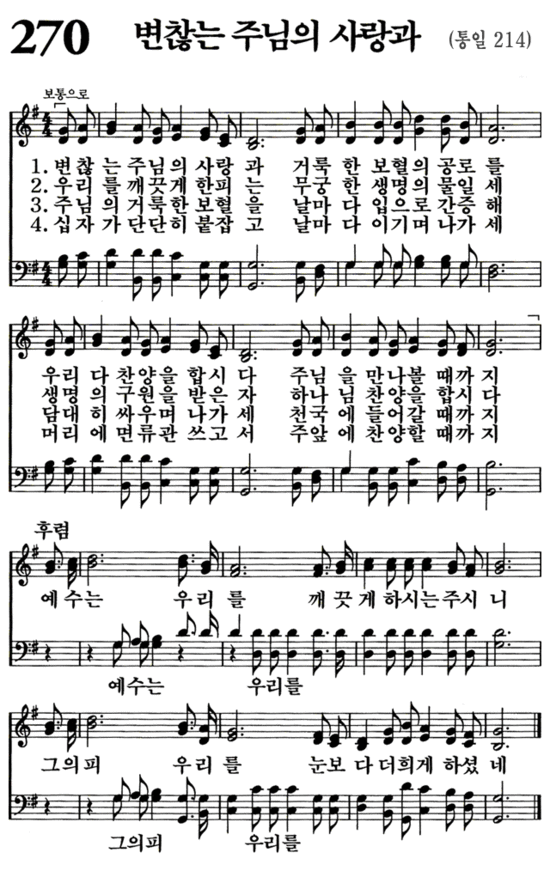 270 변찮는 주님의 사랑과 (통일 214)
보통으로
1. 변찮는주님의사랑과 거룩한보혈의공로를
2. 우리를깨끗게한피는 무궁한생명의물일세
3. 주님의거룩한보혈을 날마다입으로간증해
4. 십자가단단히붙잡고 날마다이기며나가세
우리다찬양을합시다 주님을만나볼때까지
생명의구원을받은자 하나님찬양을합시다
담대히싸우며나가세 천국에들어갈때까지
머리에면류관쓰고서 주앞에찬양할때까지
후렴
예수는 우리를 깨끗게하시는주시니
예수는 우리를
그의피 우리를 눈보다더희게하셨네
그의피 우리를